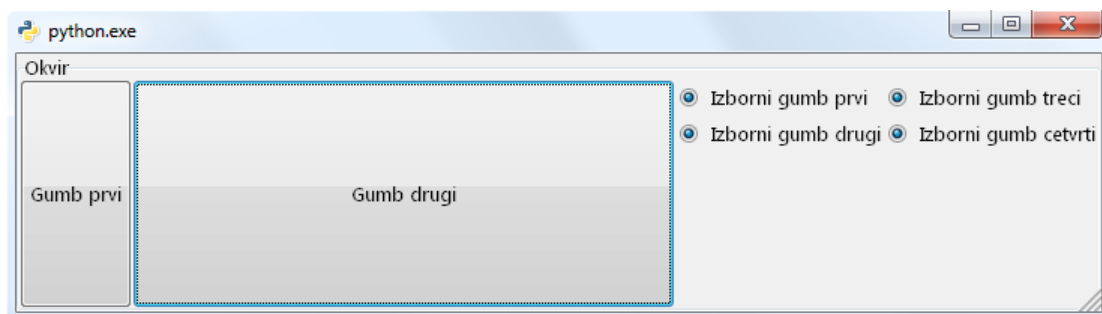 python.exe
Okvir
Gumb prvi
Gumb drugi
Izborni gumb prvi
Izborni gumb treci
Izborni gumb drugi
Izborni gumb cetvrti